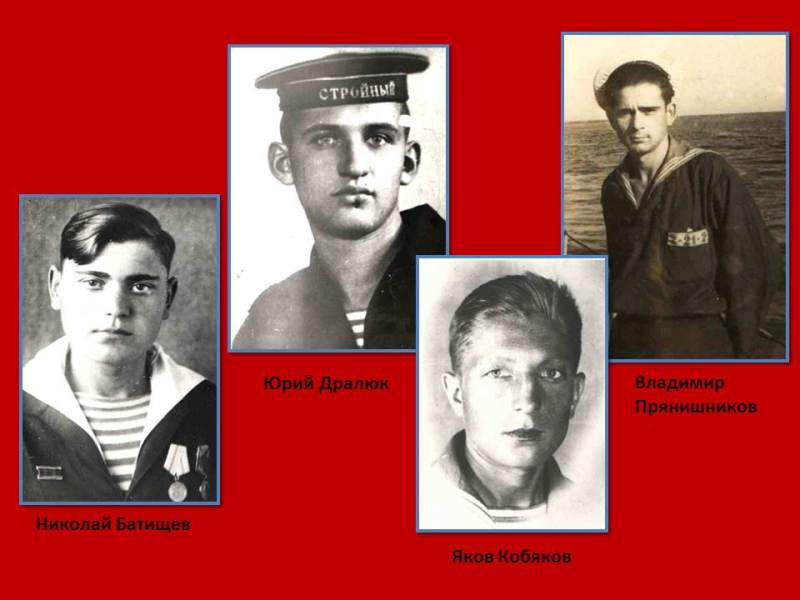 СТРОЙНЫЙ
Юрий Дралюк
Владимир
Прянишников
Николай Батищев
Яков Кобяков